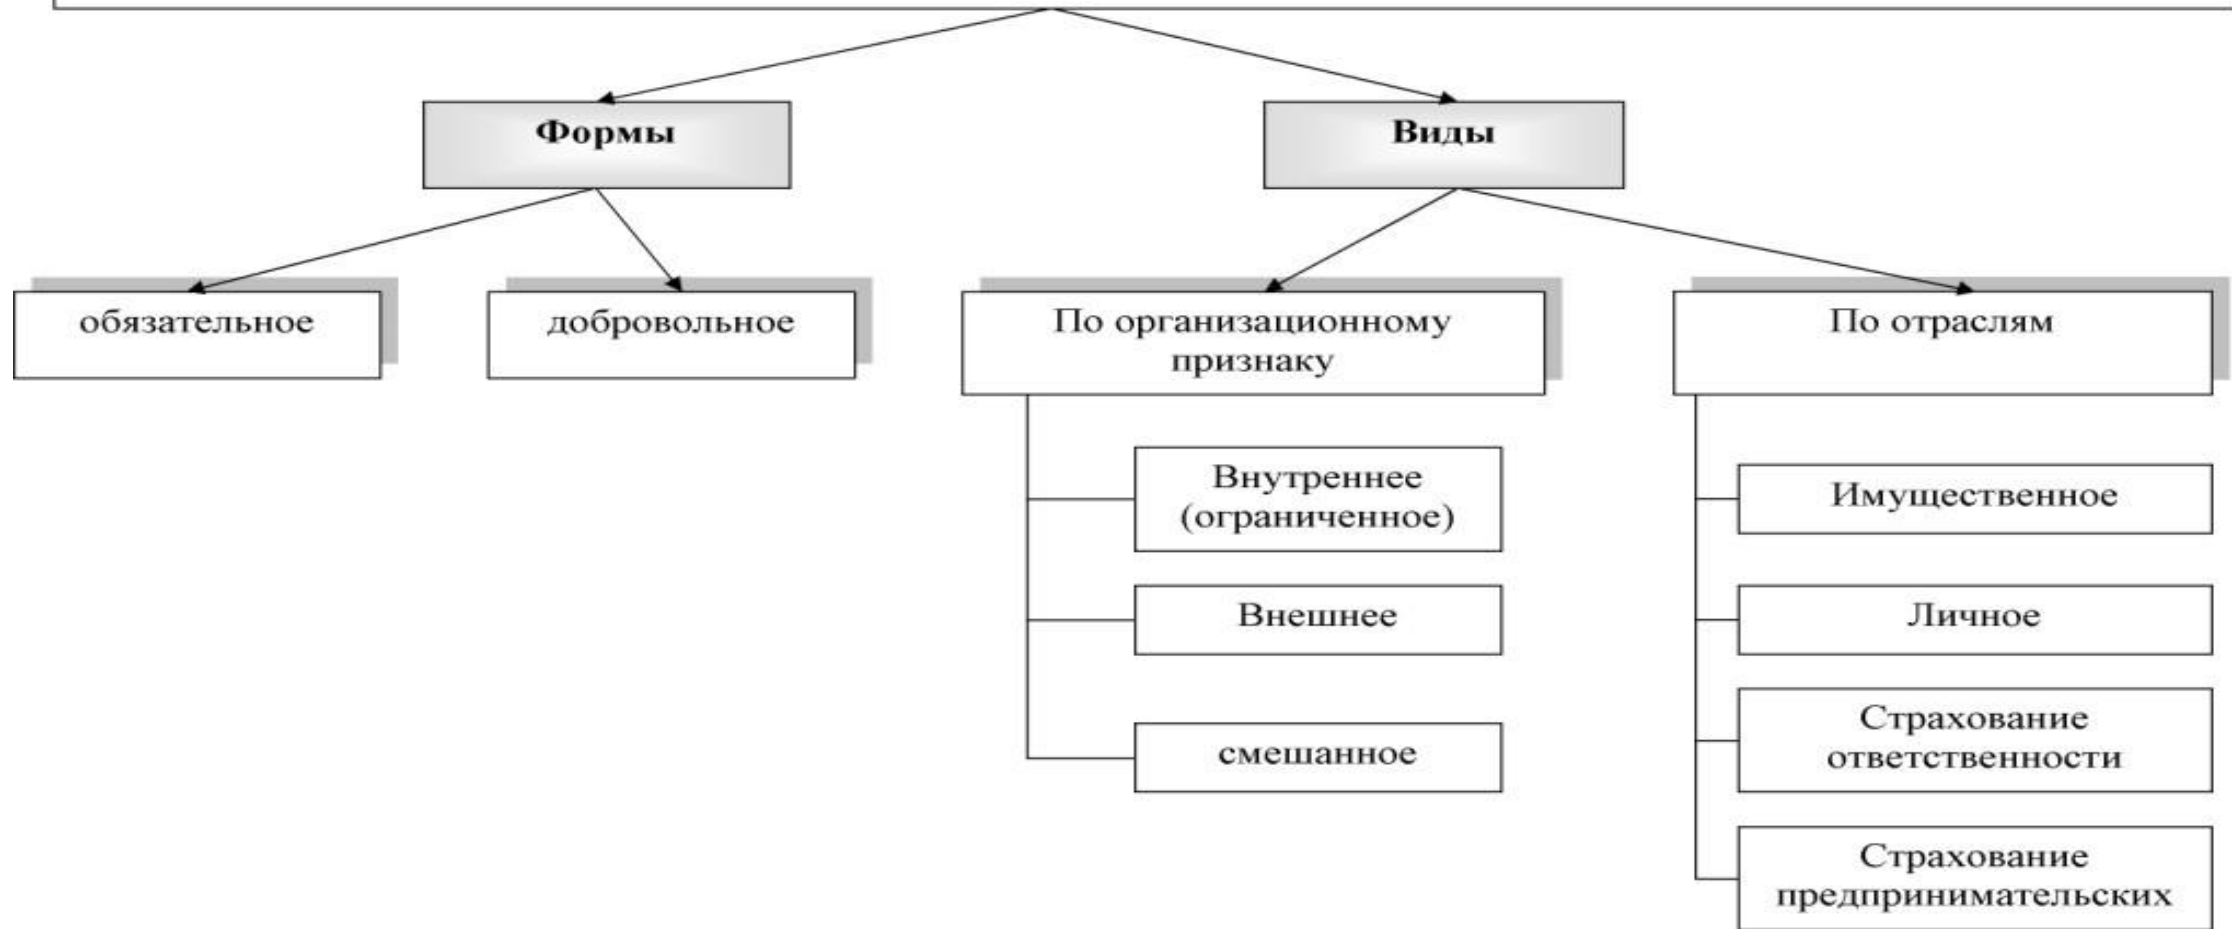 Формы
Виды
обязательное
добровольное
По организационному
признаку
По отраслям
Внутреннее
(ограниченное)
Внешнее
смешанное
Имущественное
Личное
Страхование
ответственности
Страхование
предпринимательских